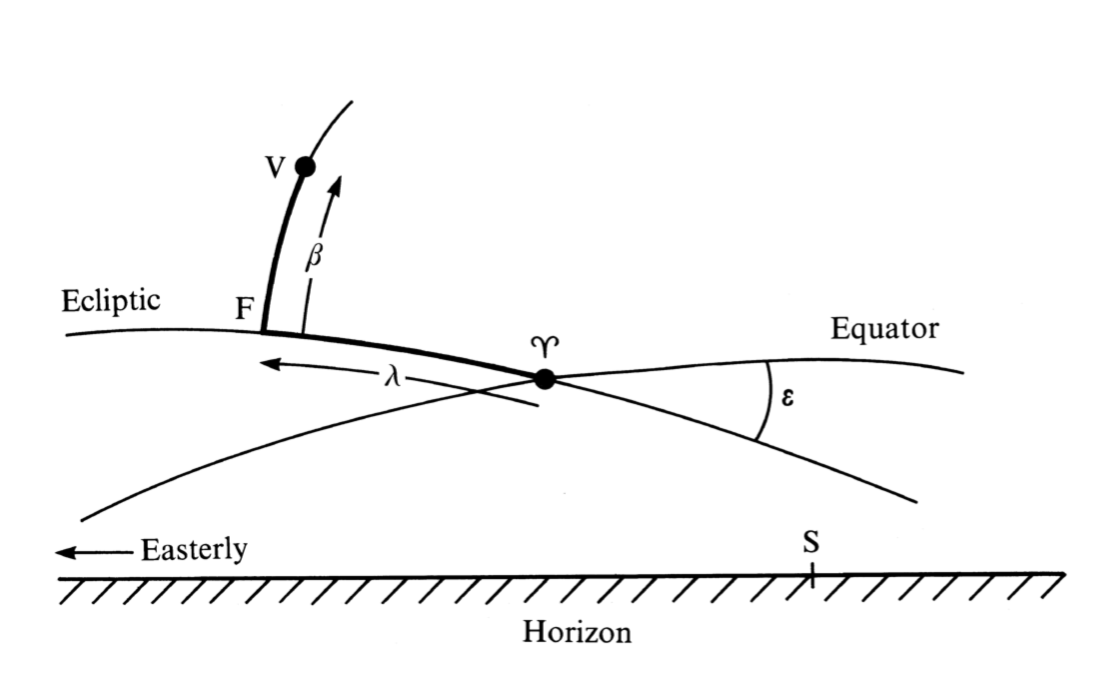 V
β
Ecliptic
F
Equator
♈
λ
ε
Easterly
S
Horizon